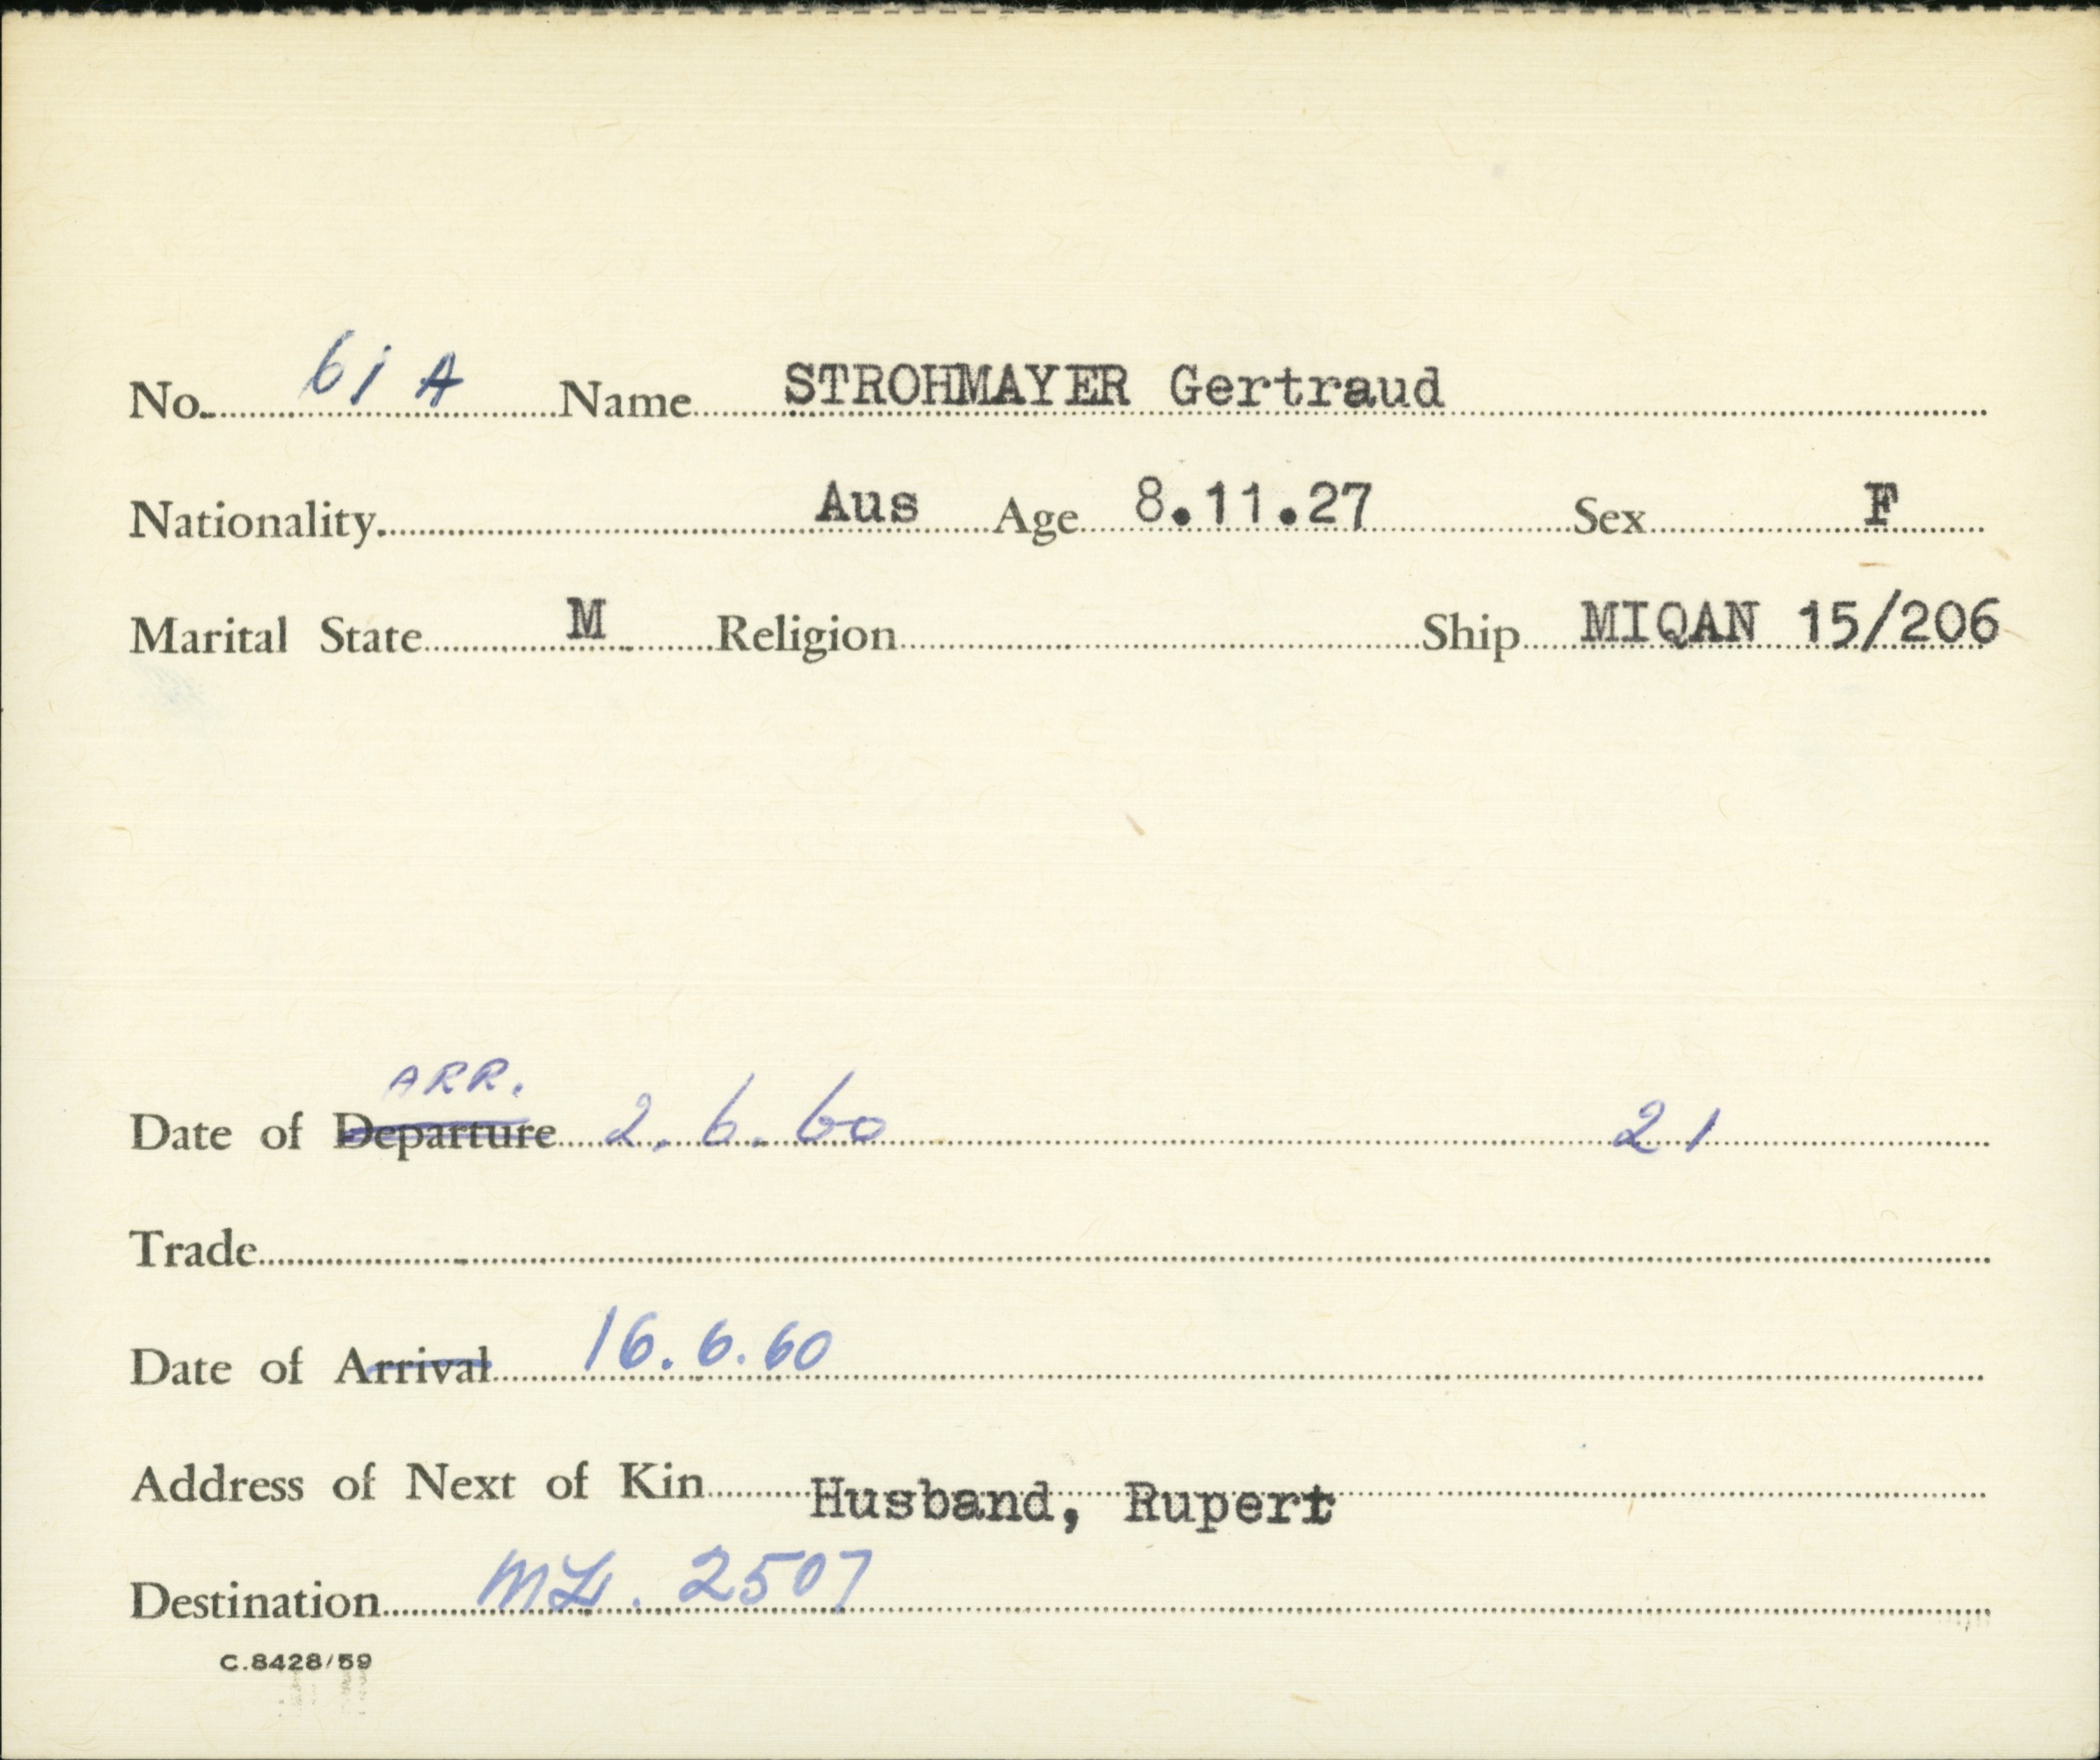 No. 61 A Name STROHMAYER Gertraud
Nationality Aus Age 8.11.27 Sex F
Marital State M Religion Ship MIQAN 15/206
ARR.
Date of Departure 2.6.60 21
Trade
Date of Arrival 16.6.60
Address of Next of Kin Husband, Rupert
Destination 2507
C.8428/59